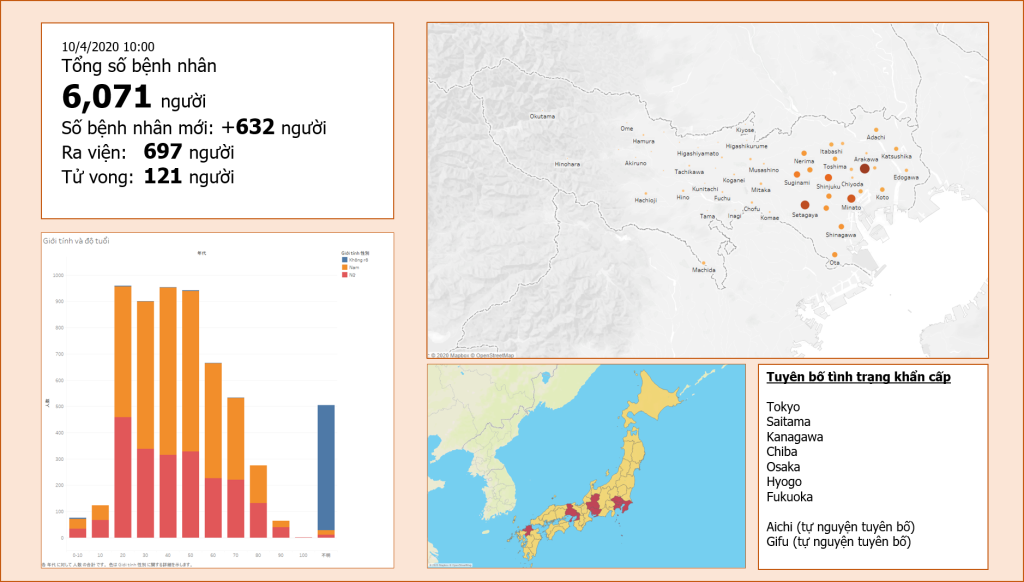 10/4/2020 10:00
Tổng số bệnh nhân
6,071 người
Số bệnh nhân mới: +632 người
Ra viện: 697 người
Tử vong: 121 người
Giới tính và độ tuổi
年代
Giới tính 性別
Không rõ
Nam
Nữ
1000
900
800
700
600
500
400
300
200
100
0
人数
0-10
10
20
30
40
50
60
70
80
90
100
不明
Okutama
Ome
Hamura
Kiyose
Higashikurume
Higashiyamato
Hinohara
Akiruno
Tachikawa
Musashino
Koganei
Kunitachi
Mitaka
Hachioji
Hino
Fuchu
Chofu
Tama
Inagi
Komae
Machida
Adachi
Itabashi
Nerima
Toshima
Arakawa
Katsushika
Edogawa
Suginami
Shinjuku
Chiyoda
Koto
Setagaya
Minato
Shinagawa
Ota
© 2020 Mapbox © OpenStreetMap
Tuyên bố tình trạng khẩn cấp
Tokyo
Saitama
Kanagawa
Chiba
Osaka
Hyogo
Fukuoka
Aichi (tự nguyện tuyên bố)
Gifu (tự nguyện tuyên bố)